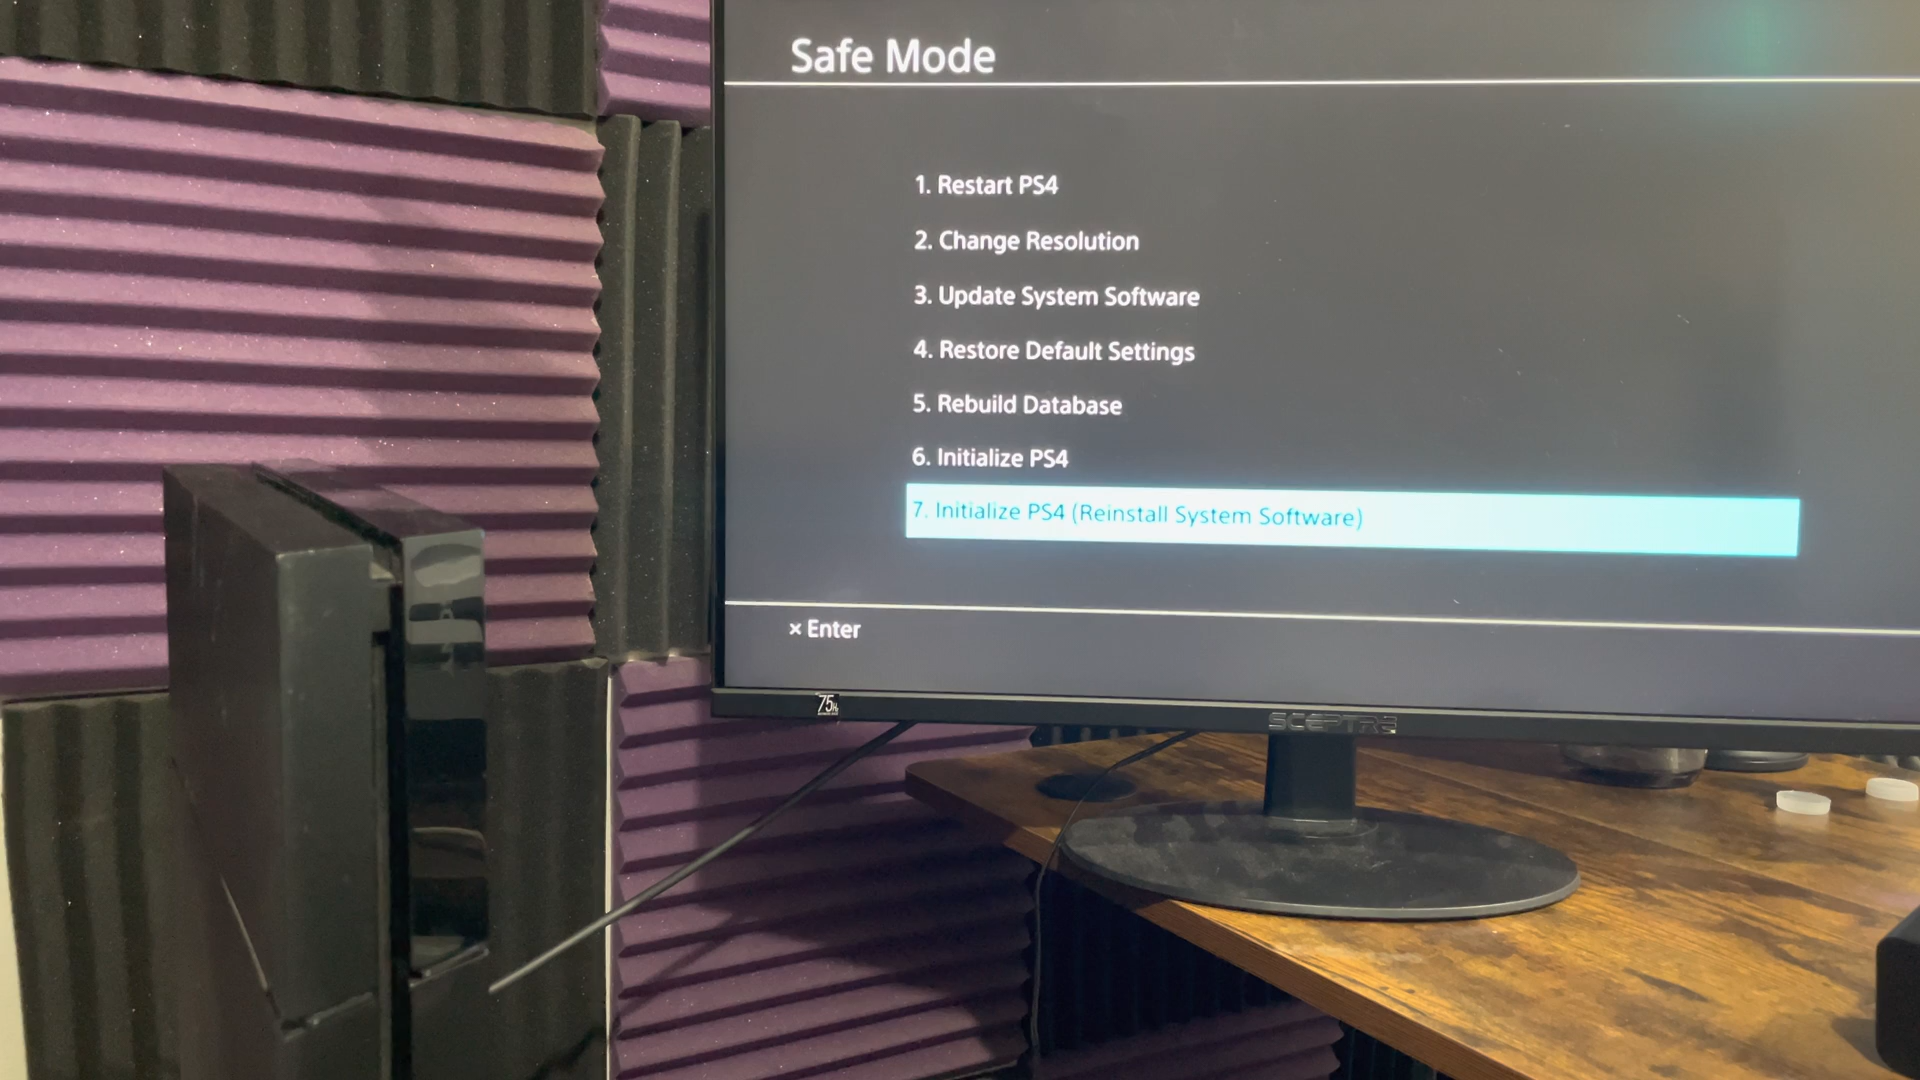 Safe Mode
1. Restart PS4
2. Change Resolution
3. Update System Software
4. Restore Default Settings
5. Rebuild Database
6. Initialize PS4
7. Initialize PS4 (Reinstall System Software)
× Enter
75Hz
SCEPTRE